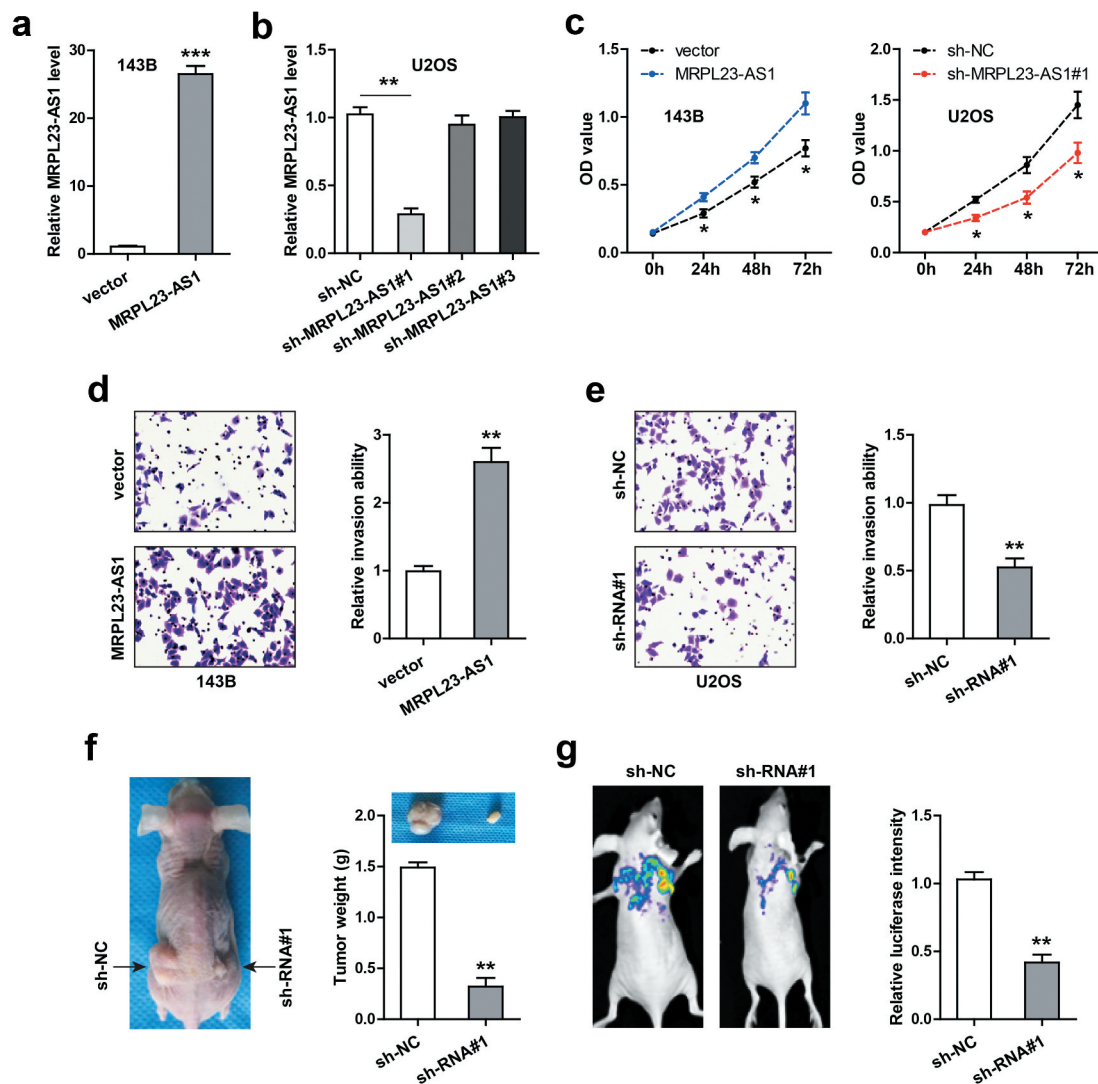 a
Relative MRPL23-AS1 level
30
20
10
0
143B
***
vector
MRPL23-AS1
b
Relative MRPL23-AS1 level
1.5
1.0
0.5
0.0
U2OS
**
sh-NC
sh-MRPL23-AS1#1
sh-MRPL23-AS1#2
sh-MRPL23-AS1#3
c
OD value
1.5
1.0
0.5
0.0
vector
MRPL23-AS1
143B
*
*
*
0h 24h 48h 72h
OD value
2.0
1.5
1.0
0.5
0.0
sh-NC
sh-MRPL23-AS1#1
U2OS
*
*
*
0h 24h 48h 72h
d
vector
MRPL23-AS1
143B
Relative invasion ability
3
2
1
0
**
vector
MRPL23-AS1
e
sh-NC
sh-RNA#1
U2OS
Relative invasion ability
1.5
1.0
0.5
0.0
**
sh-NC
sh-RNA#1
f
sh-NC
sh-RNA#1
Tumor weight (g)
2.0
1.5
1.0
0.5
0.0
**
sh-NC
sh-RNA#1
g
sh-NC
sh-RNA#1
Relative luciferase intensity
1.5
1.0
0.5
0.0
**
sh-NC
sh-RNA#1